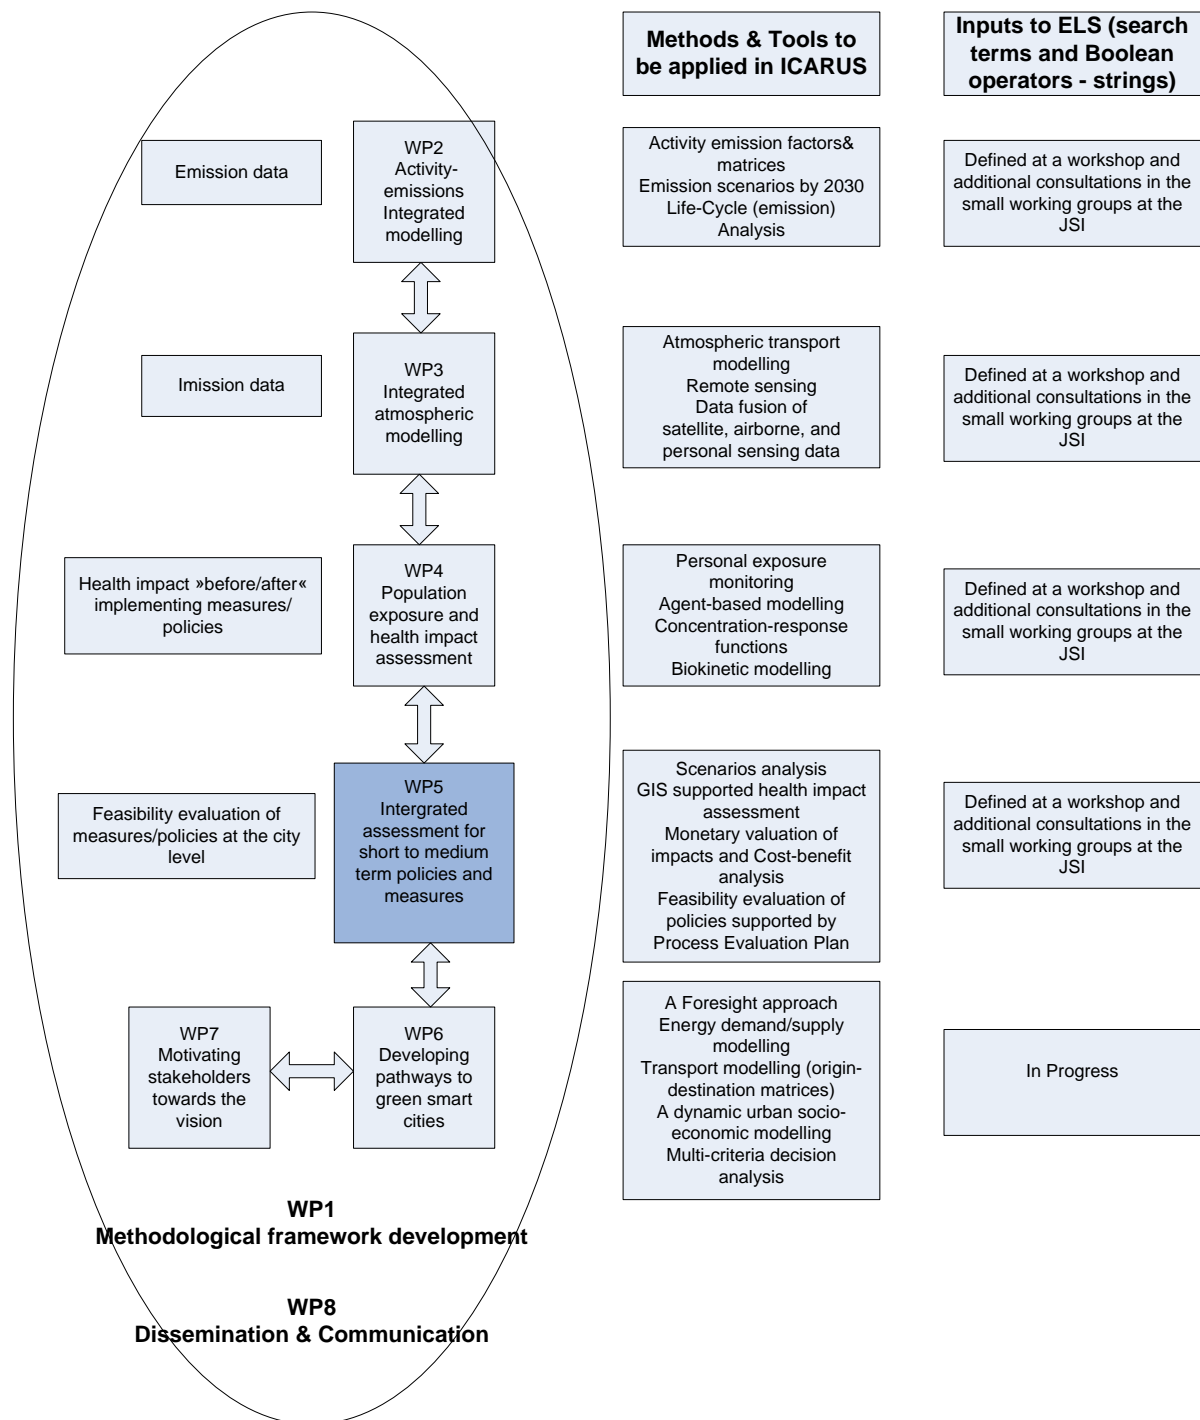 Methods & Tools to
be applied in ICARUS
Inputs to ELS (search
terms and Boolean
operators - strings)
Emission data
WP2
Activity-
emissions
Integrated
modelling
Activity emission factors&
matrices
Emission scenarios by 2030
Life-Cycle (emission)
Analysis
Defined at a workshop and
additional consultations in the
small working groups at the
JSI
Imission data
WP3
Integrated
atmospheric
modelling
Atmospheric transport
modelling
Remote sensing
Data fusion of
satellite, airborne, and
personal sensing data
Defined at a workshop and
additional consultations in the
small working groups at the
JSI
Health impact »before/after«
implementing measures/
policies
WP4
Population
exposure and
health impact
assessment
Personal exposure
monitoring
Agent-based modelling
Concentration-response
functions
Biokinetic modelling
Defined at a workshop and
additional consultations in the
small working groups at the
JSI
Feasibility evaluation of
measures/policies at the city
level
WP5
Intergrated
assessment for
short to medium
term policies and
measures
Scenarios analysis
GIS supported health impact
assessment
Monetary valuation of
impacts and Cost-benefit
analysis
Feasibility evaluation of
policies supported by
Process Evaluation Plan
Defined at a workshop and
additional consultations in the
small working groups at the
JSI
WP7
Motivating
stakeholders
towards the
vision
WP6
Developing
pathways to
green smart
cities
A Foresight approach
Energy demand/supply
modelling
Transport modelling (origin-
destination matrices)
A dynamic urban socio-
economic modelling
Multi-criteria decision
analysis
In Progress
WP1
Methodological framework development
WP8
Dissemination & Communication